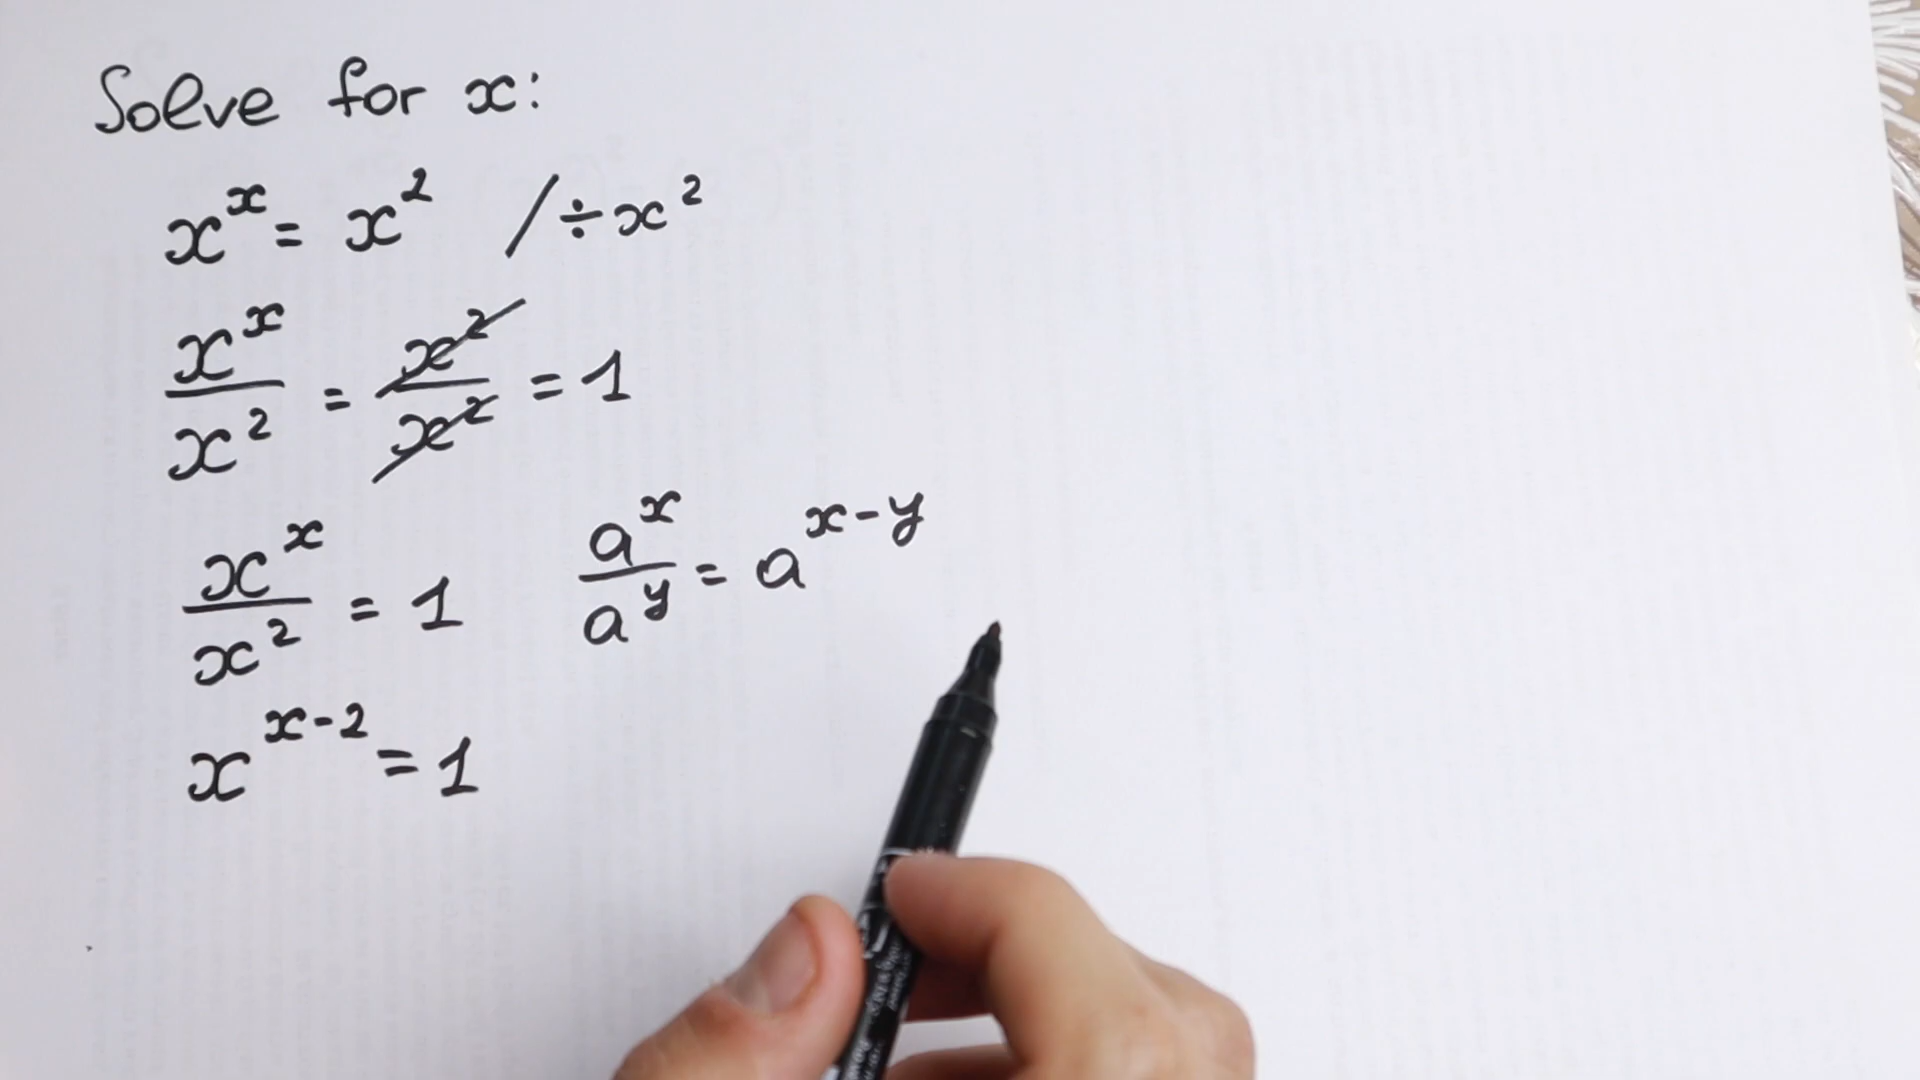 Solve for x:
x^x = x^2 / ÷ x^2
x^x / x^2 = x^2 / x^2 = 1
x^x / x^2 = 1 a^x / a^y = a^(x-y)
x^(x-2) = 1